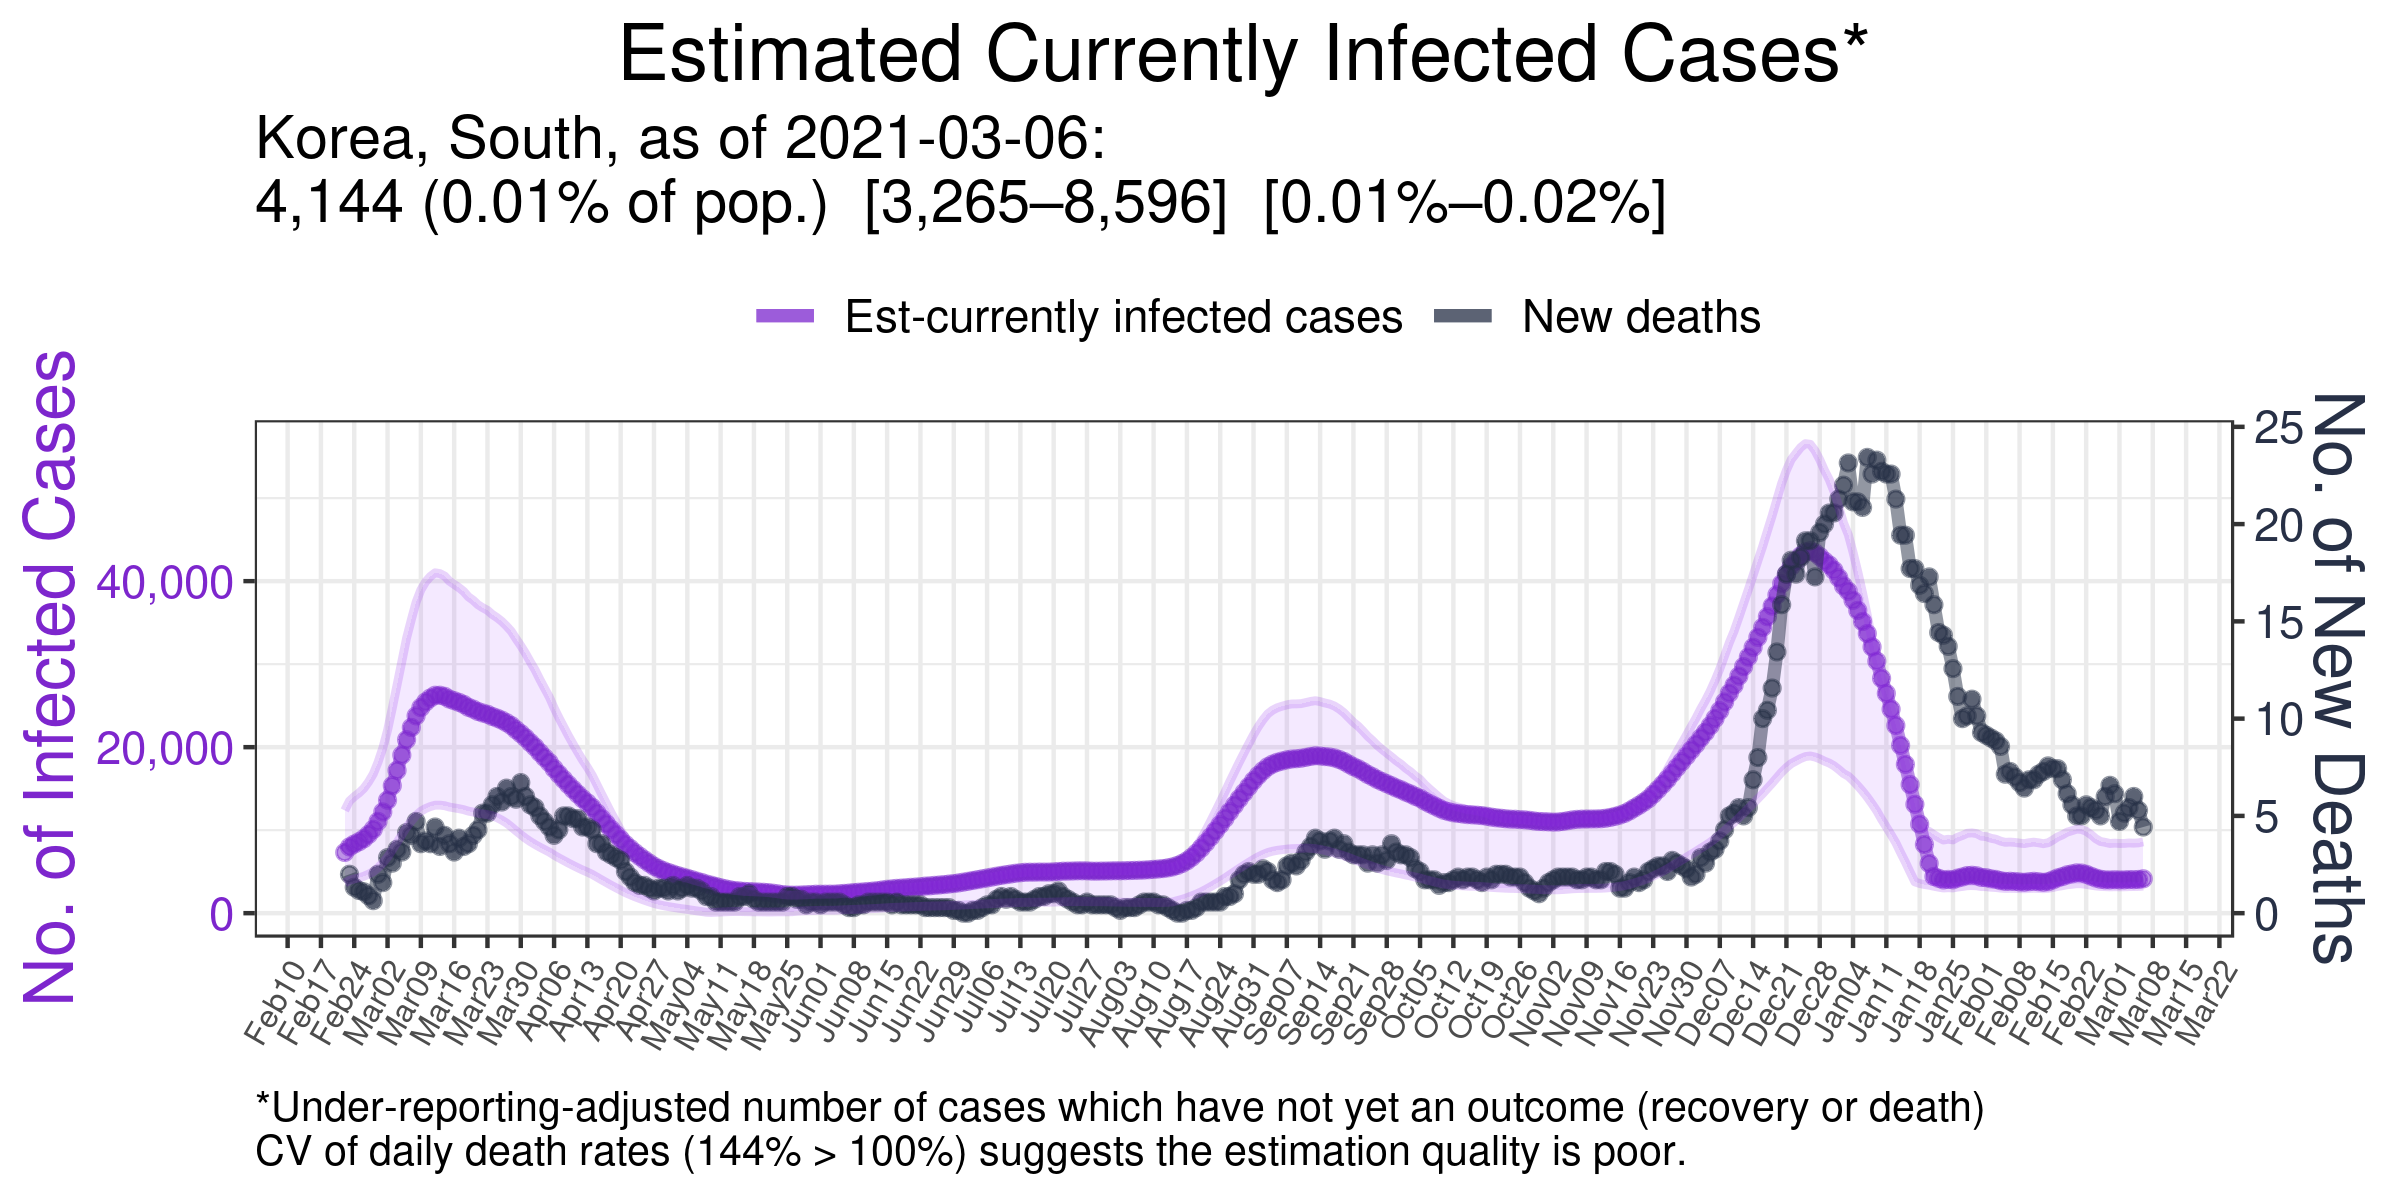 Estimated Currently Infected Cases*
Korea, South, as of 2021-03-06:
4,144 (0.01% of pop.)  [3,265–8,596]  [0.01%–0.02%]
Est-currently infected cases
New deaths
No. of Infected Cases
40,000
20,000
0
25
20
15
10
5
0
No. of New Deaths
Feb10
Feb17
Feb24
Mar02
Mar09
Mar16
Mar23
Mar30
Apr06
Apr13
Apr20
Apr27
May04
May11
May18
May25
Jun01
Jun08
Jun15
Jun22
Jun29
Jul06
Jul13
Jul20
Jul27
Aug03
Aug10
Aug17
Aug24
Aug31
Sep07
Sep14
Sep21
Sep28
Oct05
Oct12
Oct19
Oct26
Nov02
Nov09
Nov16
Nov23
Nov30
Dec07
Dec14
Dec21
Dec28
Jan04
Jan11
Jan18
Jan25
Feb01
Feb08
Feb15
Feb22
Mar01
Mar08
Mar15
Mar22
*Under-reporting-adjusted number of cases which have not yet an outcome (recovery or death)
CV of daily death rates (144% > 100%) suggests the estimation quality is poor.